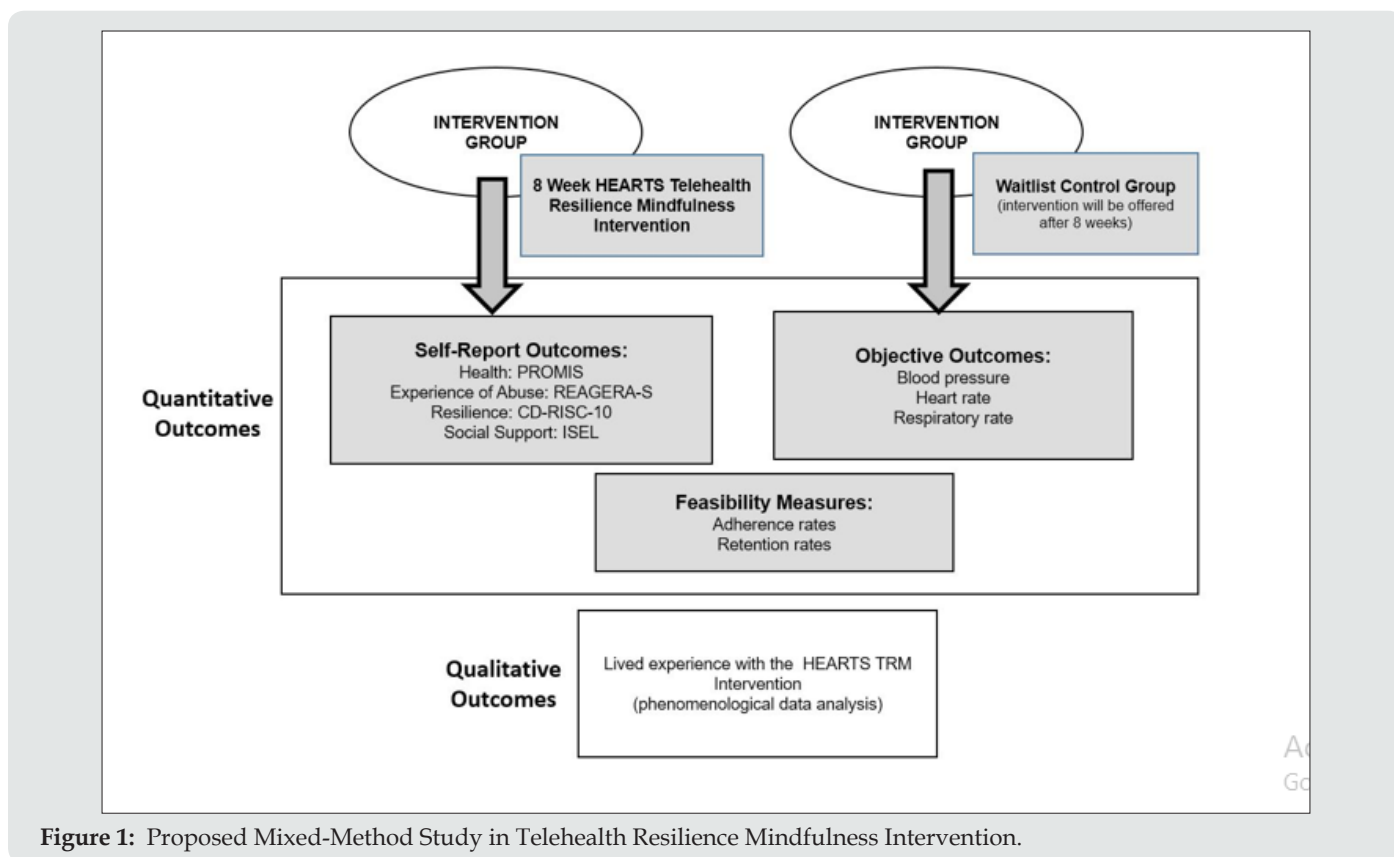 INTERVENTION
GROUP
8 Week HEARTS Telehealth
Resilience Mindfulness
Intervention
INTERVENTION
GROUP
Waitlist Control Group
(intervention will be offered
after 8 weeks)
Quantitative
Outcomes
Self-Report Outcomes:
Health: PROMIS
Experience of Abuse: REAGERA-S
Resilience: CD-RISC-10
Social Support: ISEL
Objective Outcomes:
Blood pressure
Heart rate
Respiratory rate
Feasibility Measures:
Adherence rates
Retention rates
Qualitative
Outcomes
Lived experience with the HEARTS TRM
Intervention
(phenomenological data analysis)
Figure 1: Proposed Mixed-Method Study in Telehealth Resilience Mindfulness Intervention.